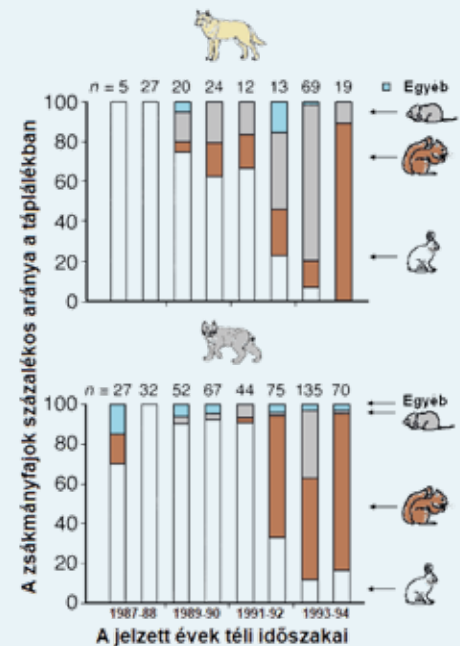 A zsákmányfajok százalékos aránya a táplálékban
n = 5 27 20 24 12 13 69 19
Egyéb
100
80
60
40
20
0
n = 27 32 52 67 44 75 135 70
Egyéb
100
80
60
40
20
0
1987-88 1989-90 1991-92 1993-94
A jelzett évek téli időszakai